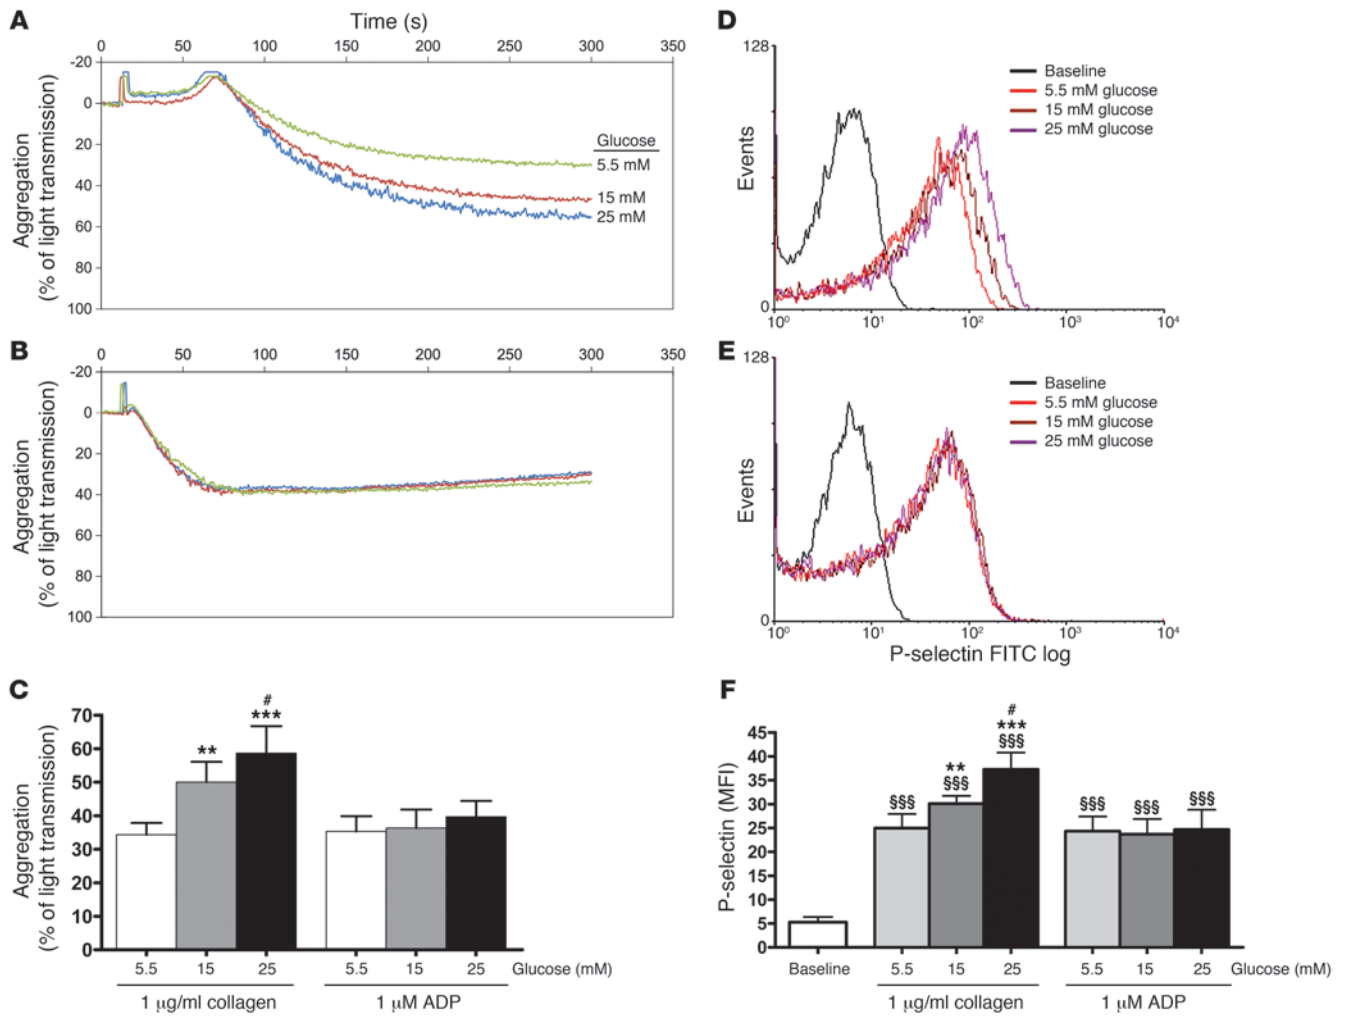 A
Time (s)
0 50 100 150 200 250 300 350
-20
0
20
40
60
80
100
Aggregation
(% of light transmission)
Glucose
5.5 mM
15 mM
25 mM
B
0 50 100 150 200 250 300 350
-20
0
20
40
60
80
100
Aggregation
(% of light transmission)
C
70
60
50
40
30
20
10
0
Aggregation
(% of light transmission)
**
#
***
5.5 15 25 5.5 15 25 Glucose (mM)
1 μg/ml collagen 1 μM ADP
D
128
0
Events
Baseline
5.5 mM glucose
15 mM glucose
25 mM glucose
10⁰ 10¹ 10² 10³ 10⁴
E
128
0
Events
Baseline
5.5 mM glucose
15 mM glucose
25 mM glucose
10⁰ 10¹ 10² 10³ 10⁴
P-selectin FITC log
F
45
40
35
30
25
20
15
10
5
0
P-selectin (MFI)
§§§
**
§§§
#
***
§§§
§§§ §§§ §§§
Baseline 5.5 15 25 5.5 15 25 Glucose (mM)
1 μg/ml collagen 1 μM ADP